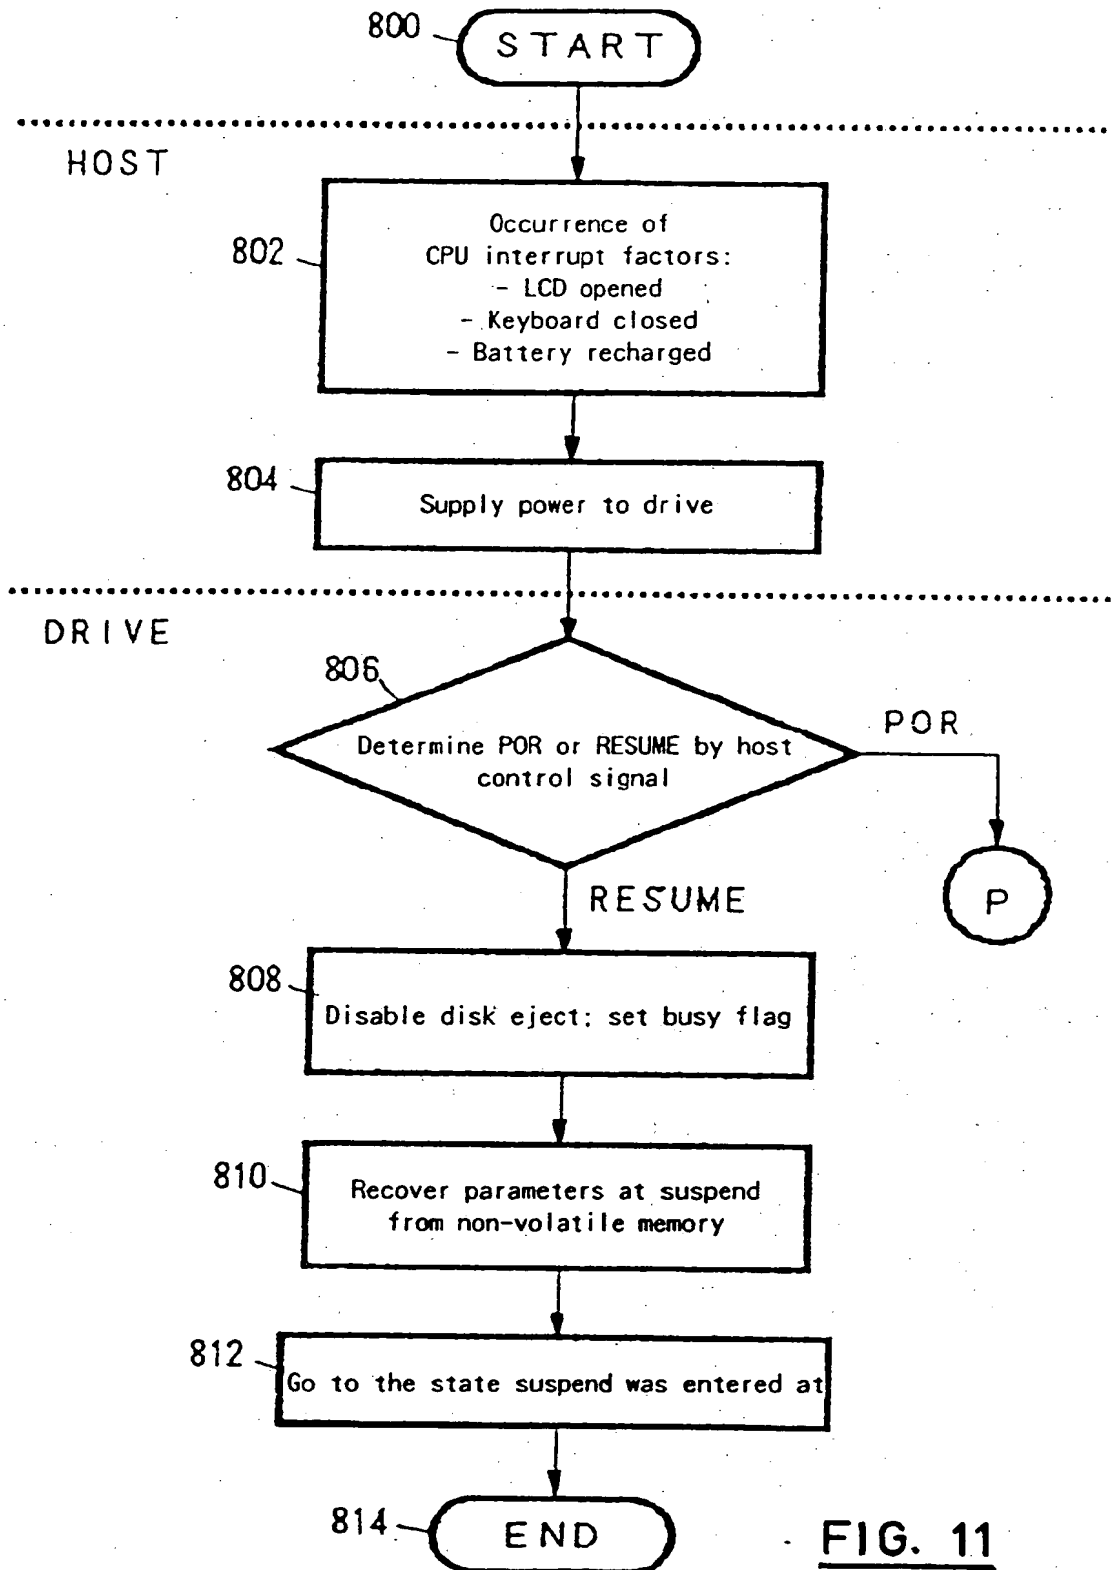 800
START
HOST
802
Occurrence of
CPU interrupt factors:
- LCD opened
- Keyboard closed
- Battery recharged
804
Supply power to drive
DRIVE
806
Determine POR or RESUME by host
control signal
POR
P
RESUME
808
Disable disk eject: set busy flag
810
Recover parameters at suspend
from non-volatile memory
812
Go to the state suspend was entered at
814
END
FIG. 11